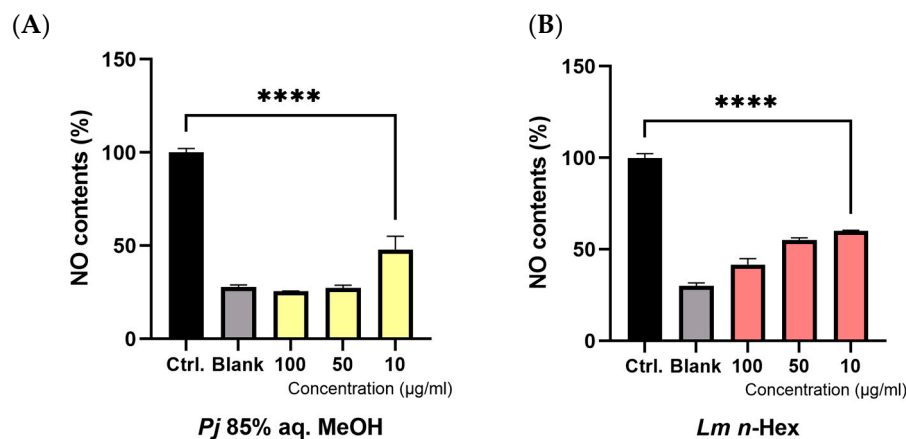 (A)
NO contents (%)
150
100
50
0
****
Ctrl. Blank 100 50 10
Concentration (µg/ml)
Pj 85% aq. MeOH
(B)
NO contents (%)
150
100
50
0
****
Ctrl. Blank 100 50 10
Concentration (µg/ml)
Lm n-Hex